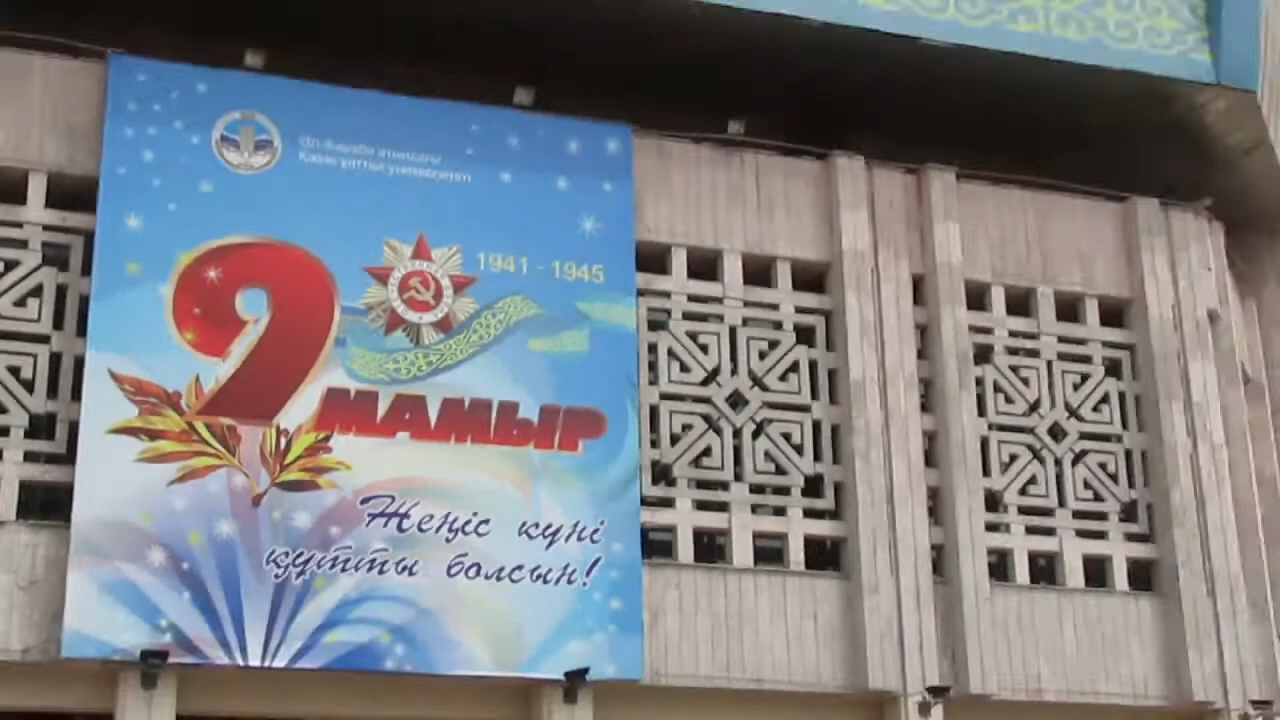 Әл-Фараби атындағы
Қазақ ұлттық университеті
1941 - 1945
9
МАМЫР
Жеңіс күні
құтты болсын!